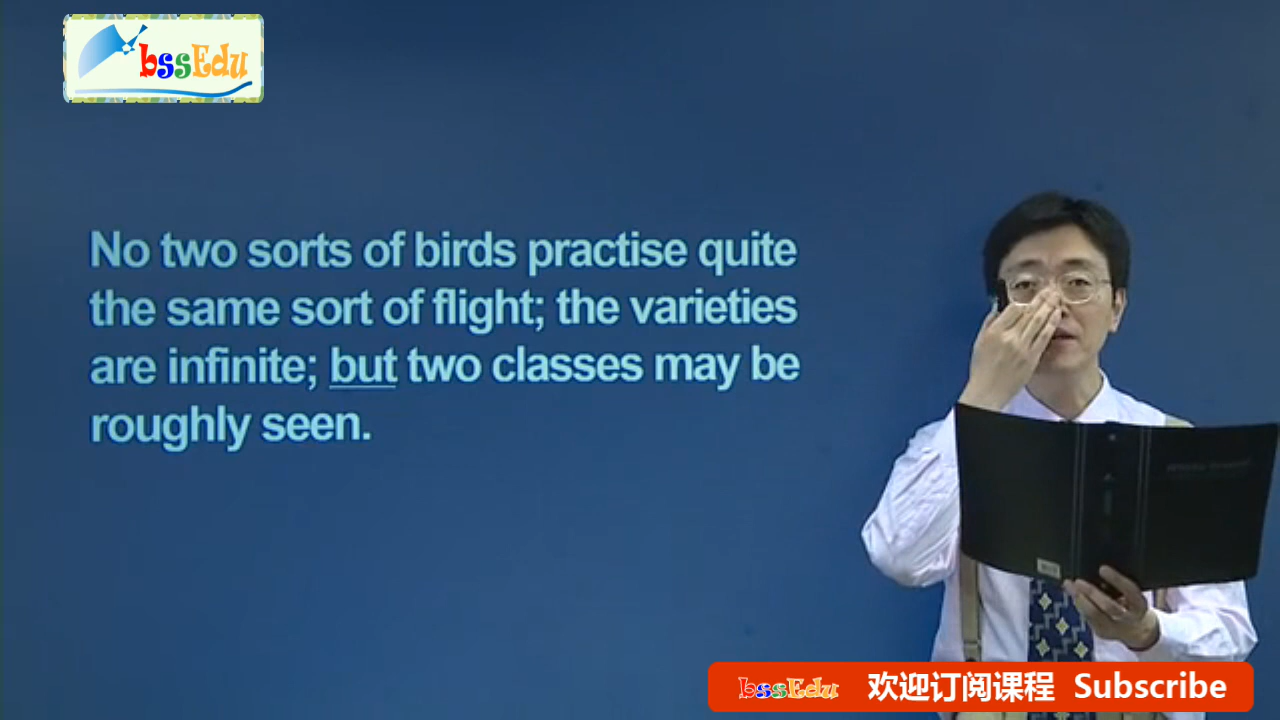 bssEdu
No two sorts of birds practise quite
the same sort of flight; the varieties
are infinite; but two classes may be
roughly seen.
bssEdu 欢迎订阅课程 Subscribe